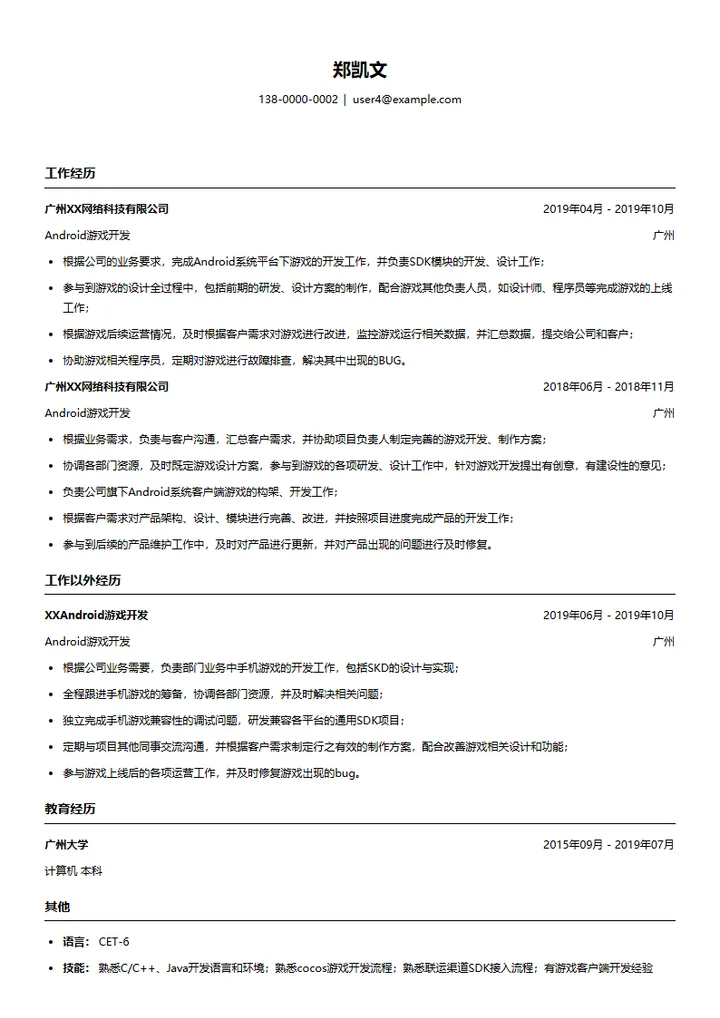 郑凯文
138-0000-0002 | user4@example.com
工作经历
广州XX网络科技有限公司 2019年04月 - 2019年10月
Android游戏开发 广州
• 根据公司的业务要求，完成Android系统平台下游戏的开发工作，并负责SDK模块的开发、设计工作；
• 参与到游戏的设计全过程中，包括前期的研发、设计方案的制作，配合游戏其他负责人员，如设计师、程序员等完成游戏的上线
工作；
• 根据游戏后续运营情况，及时根据客户需求对游戏进行改进，监控游戏运行相关数据，并汇总数据，提交给公司和客户；
• 协助游戏相关程序员，定期对游戏进行故障排查，解决其中出现的BUG。
广州XX网络科技有限公司 2018年06月 - 2018年11月
Android游戏开发 广州
• 根据业务需求，负责与客户沟通，汇总客户需求，并协助项目负责人制定完善的游戏开发、制作方案；
• 协调各部门资源，及时既定游戏设计方案，参与到游戏的各项研发、设计工作中，针对游戏开发提出有创意，有建设性的意见；
• 负责公司旗下Android系统客户端游戏的构架、开发工作；
• 根据客户需求对产品架构、设计、模块进行完善、改进，并按照项目进度完成产品的开发工作；
• 参与到后续的产品维护工作中，及时对产品进行更新，并对产品出现的问题进行及时修复。
工作以外经历
XXAndroid游戏开发 2019年06月 - 2019年10月
Android游戏开发 广州
• 根据公司业务需要，负责部门业务中手机游戏的开发工作，包括SKD的设计与实现；
• 全程跟进手机游戏的筹备，协调各部门资源，并及时解决相关问题；
• 独立完成手机游戏兼容性的调试问题，研发兼容各平台的通用SDK项目；
• 定期与项目其他同事交流沟通，并根据客户需求制定行之有效的制作方案，配合改善游戏相关设计和功能；
• 参与游戏上线后的各项运营工作，并及时修复游戏出现的bug。
教育经历
广州大学 2015年09月 - 2019年07月
计算机 本科
其他
• 语言： CET-6
• 技能： 熟悉C/C++、Java开发语言和环境；熟悉cocos游戏开发流程；熟悉联运渠道SDK接入流程；有游戏客户端开发经验